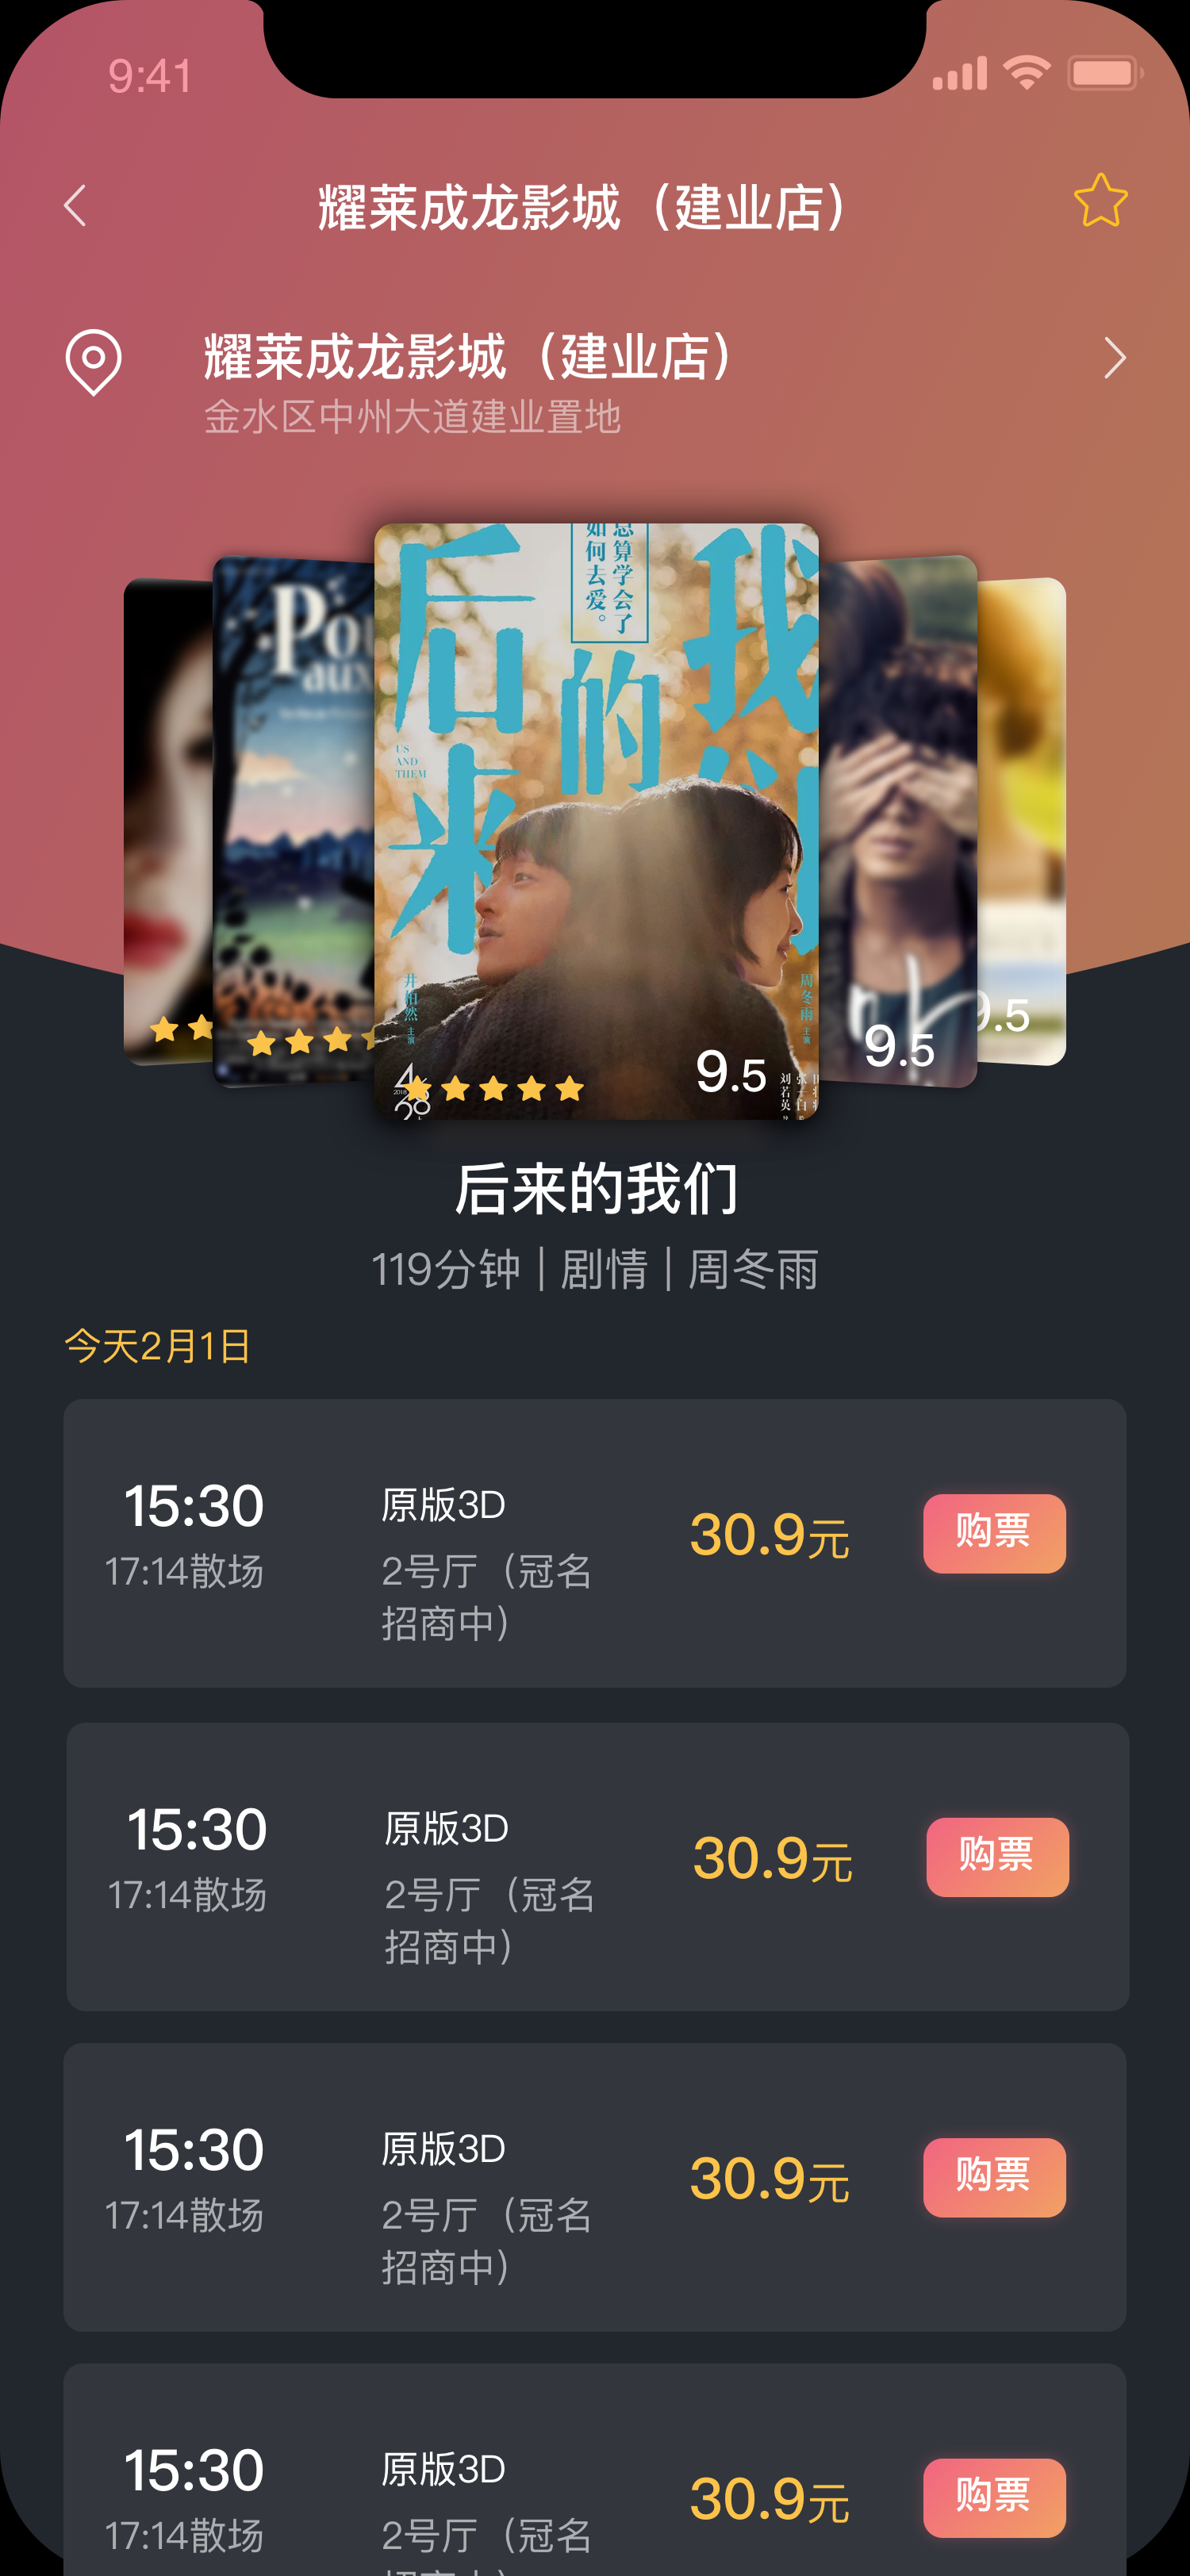 9:41
耀莱成龙影城（建业店）
耀莱成龙影城（建业店）
金水区中州大道建业置地
Po
aux
后
来
的
我
们
总算学会了
如何去爱。
US
AND
THEM
井柏然 主演
周冬雨 主演
刘若英
张一白
9.5
9.5
9.5
后来的我们
119分钟 | 剧情 | 周冬雨
今天2月1日
15:30
17:14散场
原版3D
2号厅（冠名
招商中）
30.9元
购票
15:30
17:14散场
原版3D
2号厅（冠名
招商中）
30.9元
购票
15:30
17:14散场
原版3D
2号厅（冠名
招商中）
30.9元
购票
15:30
17:14散场
原版3D
2号厅（冠名
30.9元
购票